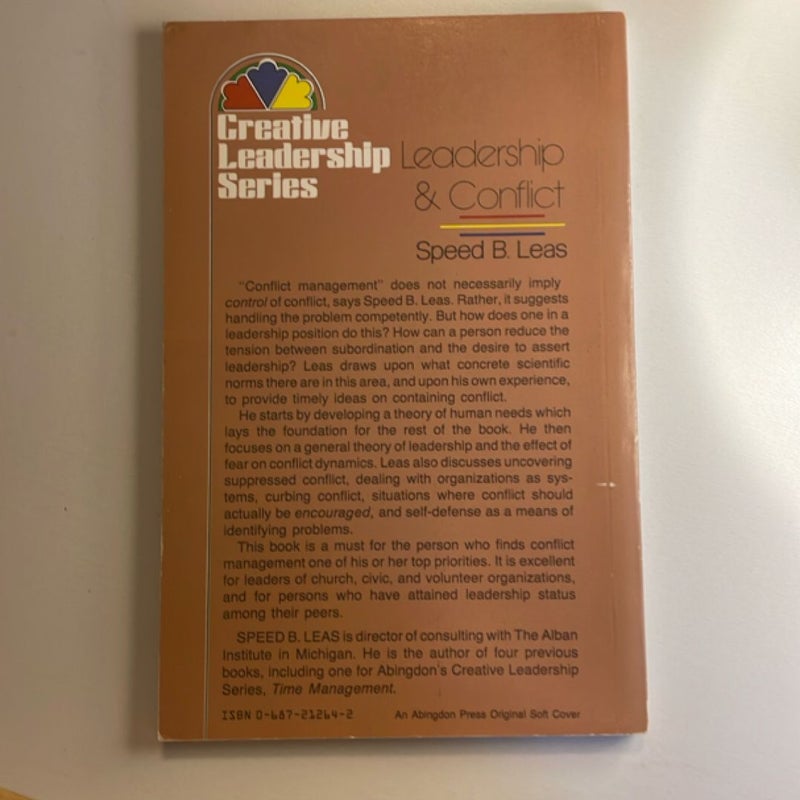 Creative
Leadership
Series
Leadership
& Conflict
Speed B. Leas
"Conflict management" does not necessarily imply
control of conflict, says Speed B. Leas. Rather, it suggests
handling the problem competently. But how does one in a
leadership position do this? How can a person reduce the
tension between subordination and the desire to assert
leadership? Leas draws upon what concrete scientific
norms there are in this area, and upon his own experience,
to provide timely ideas on containing conflict.
He starts by developing a theory of human needs which
lays the foundation for the rest of the book. He then
focuses on a general theory of leadership and the effect of
fear on conflict dynamics. Leas also discusses uncovering
suppressed conflict, dealing with organizations as sys-
tems, curbing conflict, situations where conflict should
actually be encouraged, and self-defense as a means of
identifying problems.
This book is a must for the person who finds conflict
management one of his or her top priorities. It is excellent
for leaders of church, civic, and volunteer organizations,
and for persons who have attained leadership status
among their peers.
SPEED B. LEAS is director of consulting with The Alban
Institute in Michigan. He is the author of four previous
books, including one for Abingdon's Creative Leadership
Series, Time Management.
ISBN 0-687-21264-2 An Abingdon Press Original Soft Cover